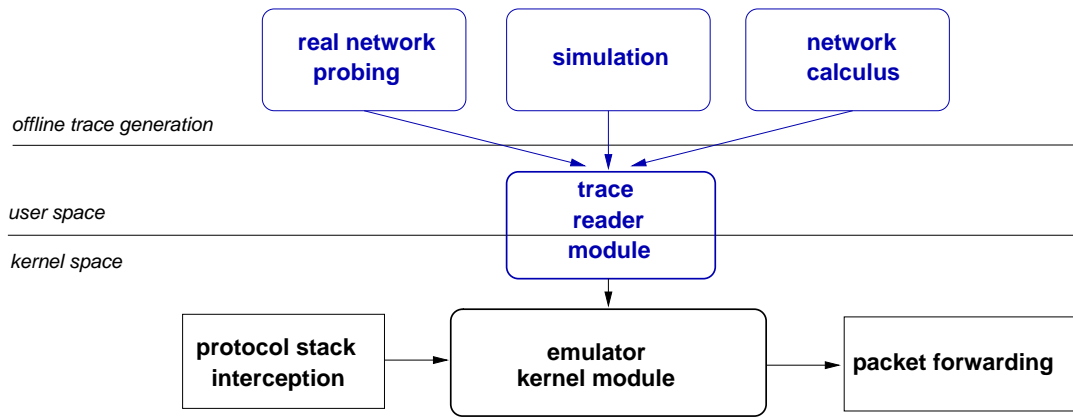 real network
probing
simulation
network
calculus
offline trace generation
trace
reader
module
user space
kernel space
protocol stack
interception
emulator
kernel module
packet forwarding